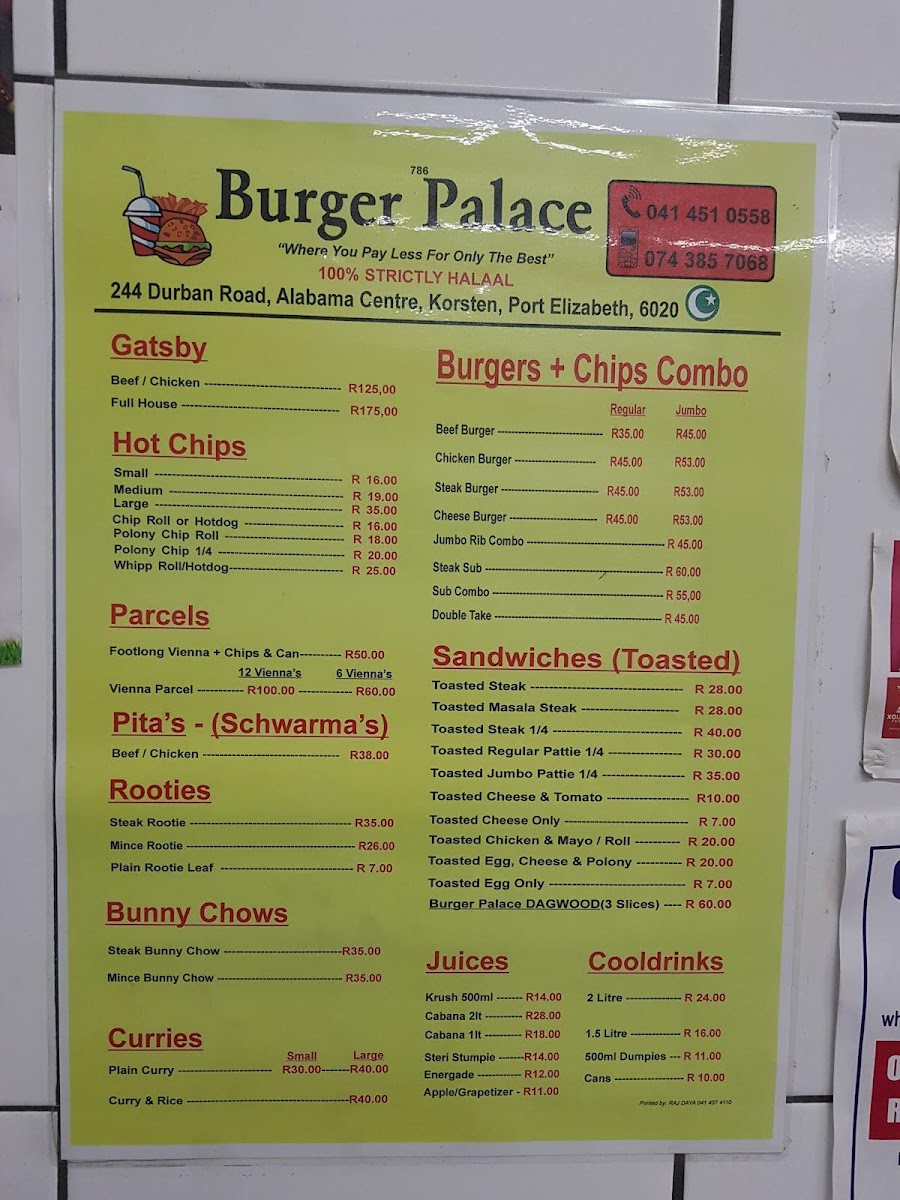 786
Burger Palace
041 451 0558
074 385 7068
"Where You Pay Less For Only The Best"
100% STRICTLY HALAAL
244 Durban Road, Alabama Centre, Korsten, Port Elizabeth, 6020
Gatsby
Beef / Chicken ------------------------------ R125,00
Full House ----------------------------------- R175,00
Hot Chips
Small ---------------------------------------- R 16.00
Medium ------------------------------------- R 19.00
Large ---------------------------------------- R 35.00
Chip Roll or Hotdog --------------------- R 16.00
Polony Chip Roll -------------------------- R 18.00
Polony Chip 1/4 --------------------------- R 20.00
Whipp Roll/Hotdog------------------------ R 25.00
Parcels
Footlong Vienna + Chips & Can---------- R50.00
12 Vienna's 6 Vienna's
Vienna Parcel ----------- R100.00 ------------ R60.00
Pita's - (Schwarma's)
Beef / Chicken ------------------------------ R38.00
Rooties
Steak Rootie ----------------------------------- R35.00
Mince Rootie ------------------------------------ R26.00
Plain Rootie Leaf ----------------------------- R 7.00
Bunny Chows
Steak Bunny Chow --------------------------R35.00
Mince Bunny Chow --------------------------- R35.00
Curries
Small Large
Plain Curry --------------------- R30.00------R40.00
Curry & Rice -----------------------------------R40.00
Burgers + Chips Combo
Regular Jumbo
Beef Burger ------------------------------ R35.00 R45.00
Chicken Burger ----------------------- R45.00 R53.00
Steak Burger --------------------------- R45.00 R53.00
Cheese Burger ------------------------ R45.00 R53.00
Jumbo Rib Combo --------------------------------------- R 45.00
Steak Sub -------------------------------------------------- R 60,00
Sub Combo ------------------------------------------------ R 55,00
Double Take ----------------------------------------------- R 45.00
Sandwiches (Toasted)
Toasted Steak --------------------------------- R 28.00
Toasted Masala Steak --------------------- R 28.00
Toasted Steak 1/4 ---------------------------- R 40.00
Toasted Regular Pattie 1/4 ---------------- R 30.00
Toasted Jumbo Pattie 1/4 ------------------ R 35.00
Toasted Cheese & Tomato ---------------- R10.00
Toasted Cheese Only -------------------------- R 7.00
Toasted Chicken & Mayo / Roll ---------- R 20.00
Toasted Egg, Cheese & Polony ---------- R 20.00
Toasted Egg Only ------------------------------ R 7.00
Burger Palace DAGWOOD(3 Slices) ---- R 60.00
Juices
Krush 500ml ------- R14.00
Cabana 2lt ---------- R28.00
Cabana 1lt ---------- R18.00
Steri Stumpie -------R14.00
Energade ----------- R12.00
Apple/Grapetizer - R11.00
Cooldrinks
2 Litre --------------- R 24.00
1.5 Litre -------------- R 16.00
500ml Dumpies --- R 11.00
Cans ------------------- R 10.00
Printed by: RAJ DAYA 041 457 4110
wh